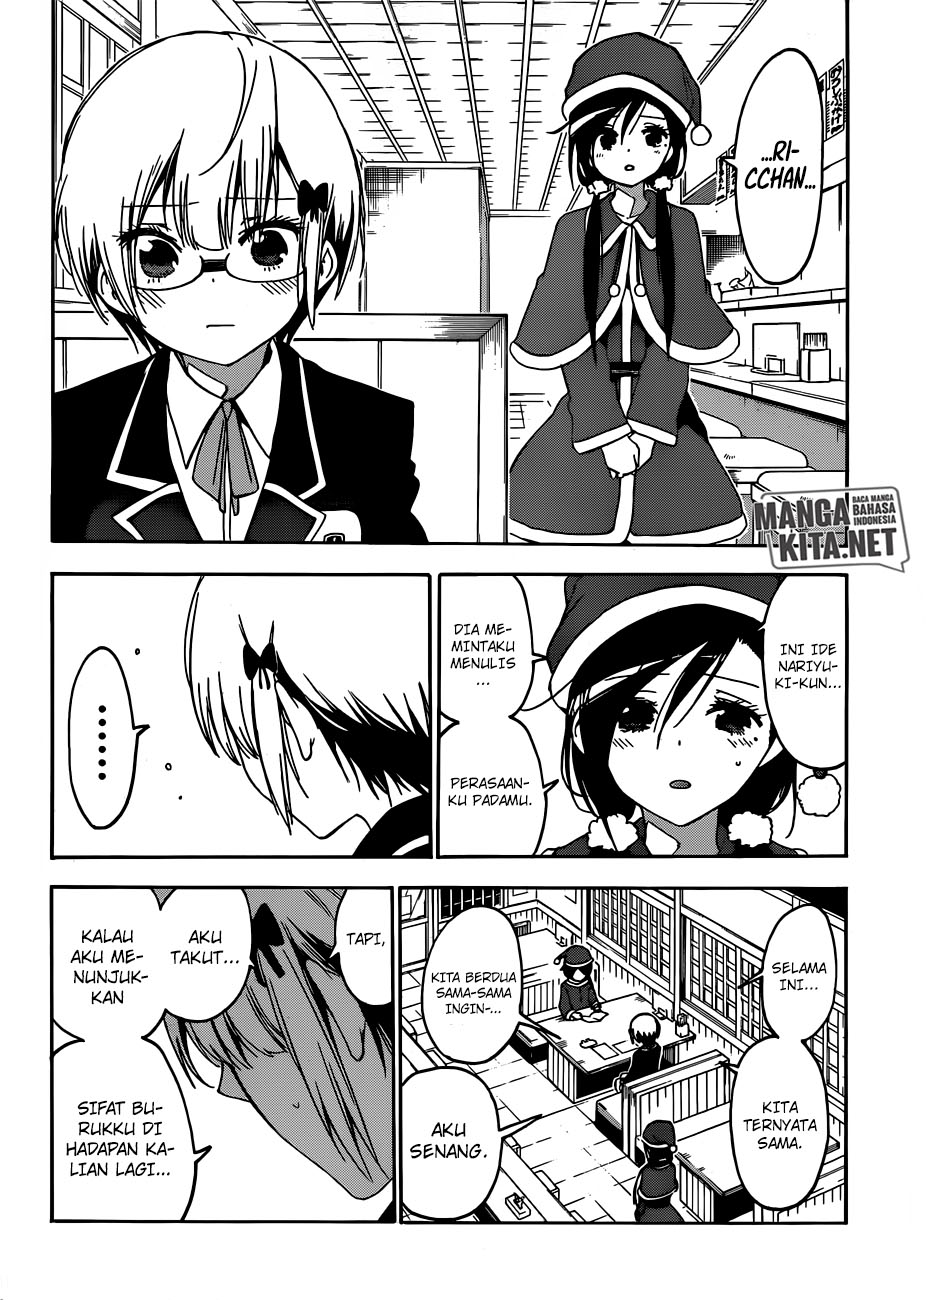 ...RI-
CCHAN...
MANGA
KITA.NET
BACA MANGA
BAHASA
INDONESIA
INI IDE
NARIYU-
KI-KUN...
DIA ME-
MINTAKU
MENULIS
...
PERASAAN-
KU PADAMU.
......
SELAMA
INI...
KITA
TERNYATA
SAMA.
KITA BERDUA
SAMA-SAMA
INGIN-...
AKU
SENANG.
TAPI,
AKU
TAKUT...
KALAU
AKU ME-
NUNJUK-
KAN
SIFAT BU-
RUKKU DI
HADAPAN KA-
LIAN LAGI...